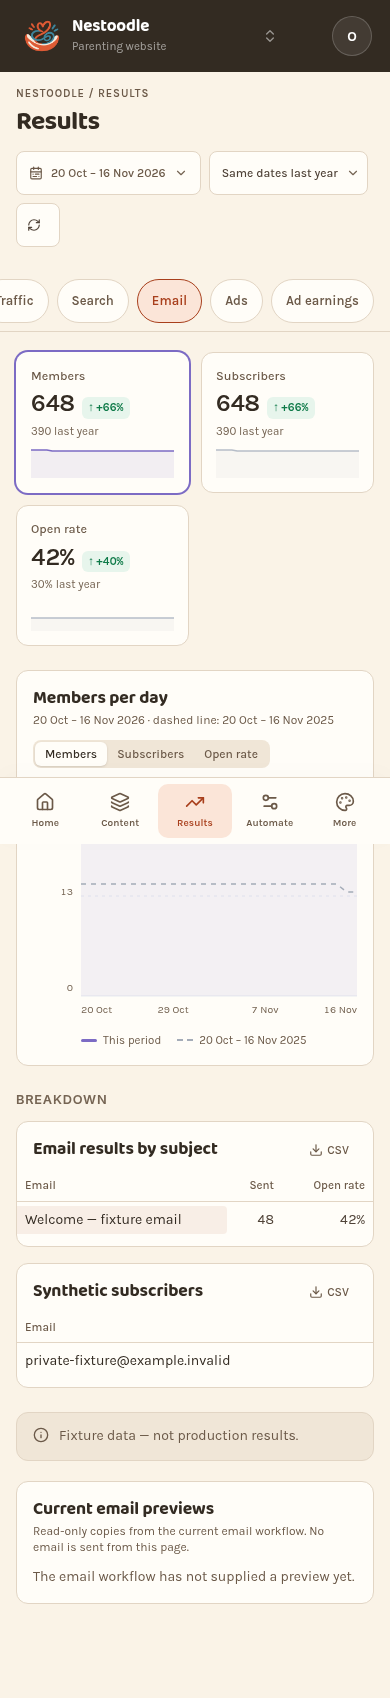 Nestoodle
Parenting website
O
NESTOODLE / RESULTS
Results
20 Oct – 16 Nov 2026
Same dates last year
Traffic
Search
Email
Ads
Ad earnings
Members
648
↑ +66%
390 last year
Subscribers
648
↑ +66%
390 last year
Open rate
42%
↑ +40%
30% last year
Members per day
20 Oct – 16 Nov 2026 · dashed line: 20 Oct – 16 Nov 2025
Members
Subscribers
Open rate
Home
Content
Results
Automate
More
13
0
20 Oct
29 Oct
7 Nov
16 Nov
This period
20 Oct – 16 Nov 2025
BREAKDOWN
Email results by subject
CSV
Email
Sent
Open rate
Welcome — fixture email
48
42%
Synthetic subscribers
CSV
Email
private-fixture@example.invalid
Fixture data — not production results.
Current email previews
Read-only copies from the current email workflow. No
email is sent from this page.
The email workflow has not supplied a preview yet.